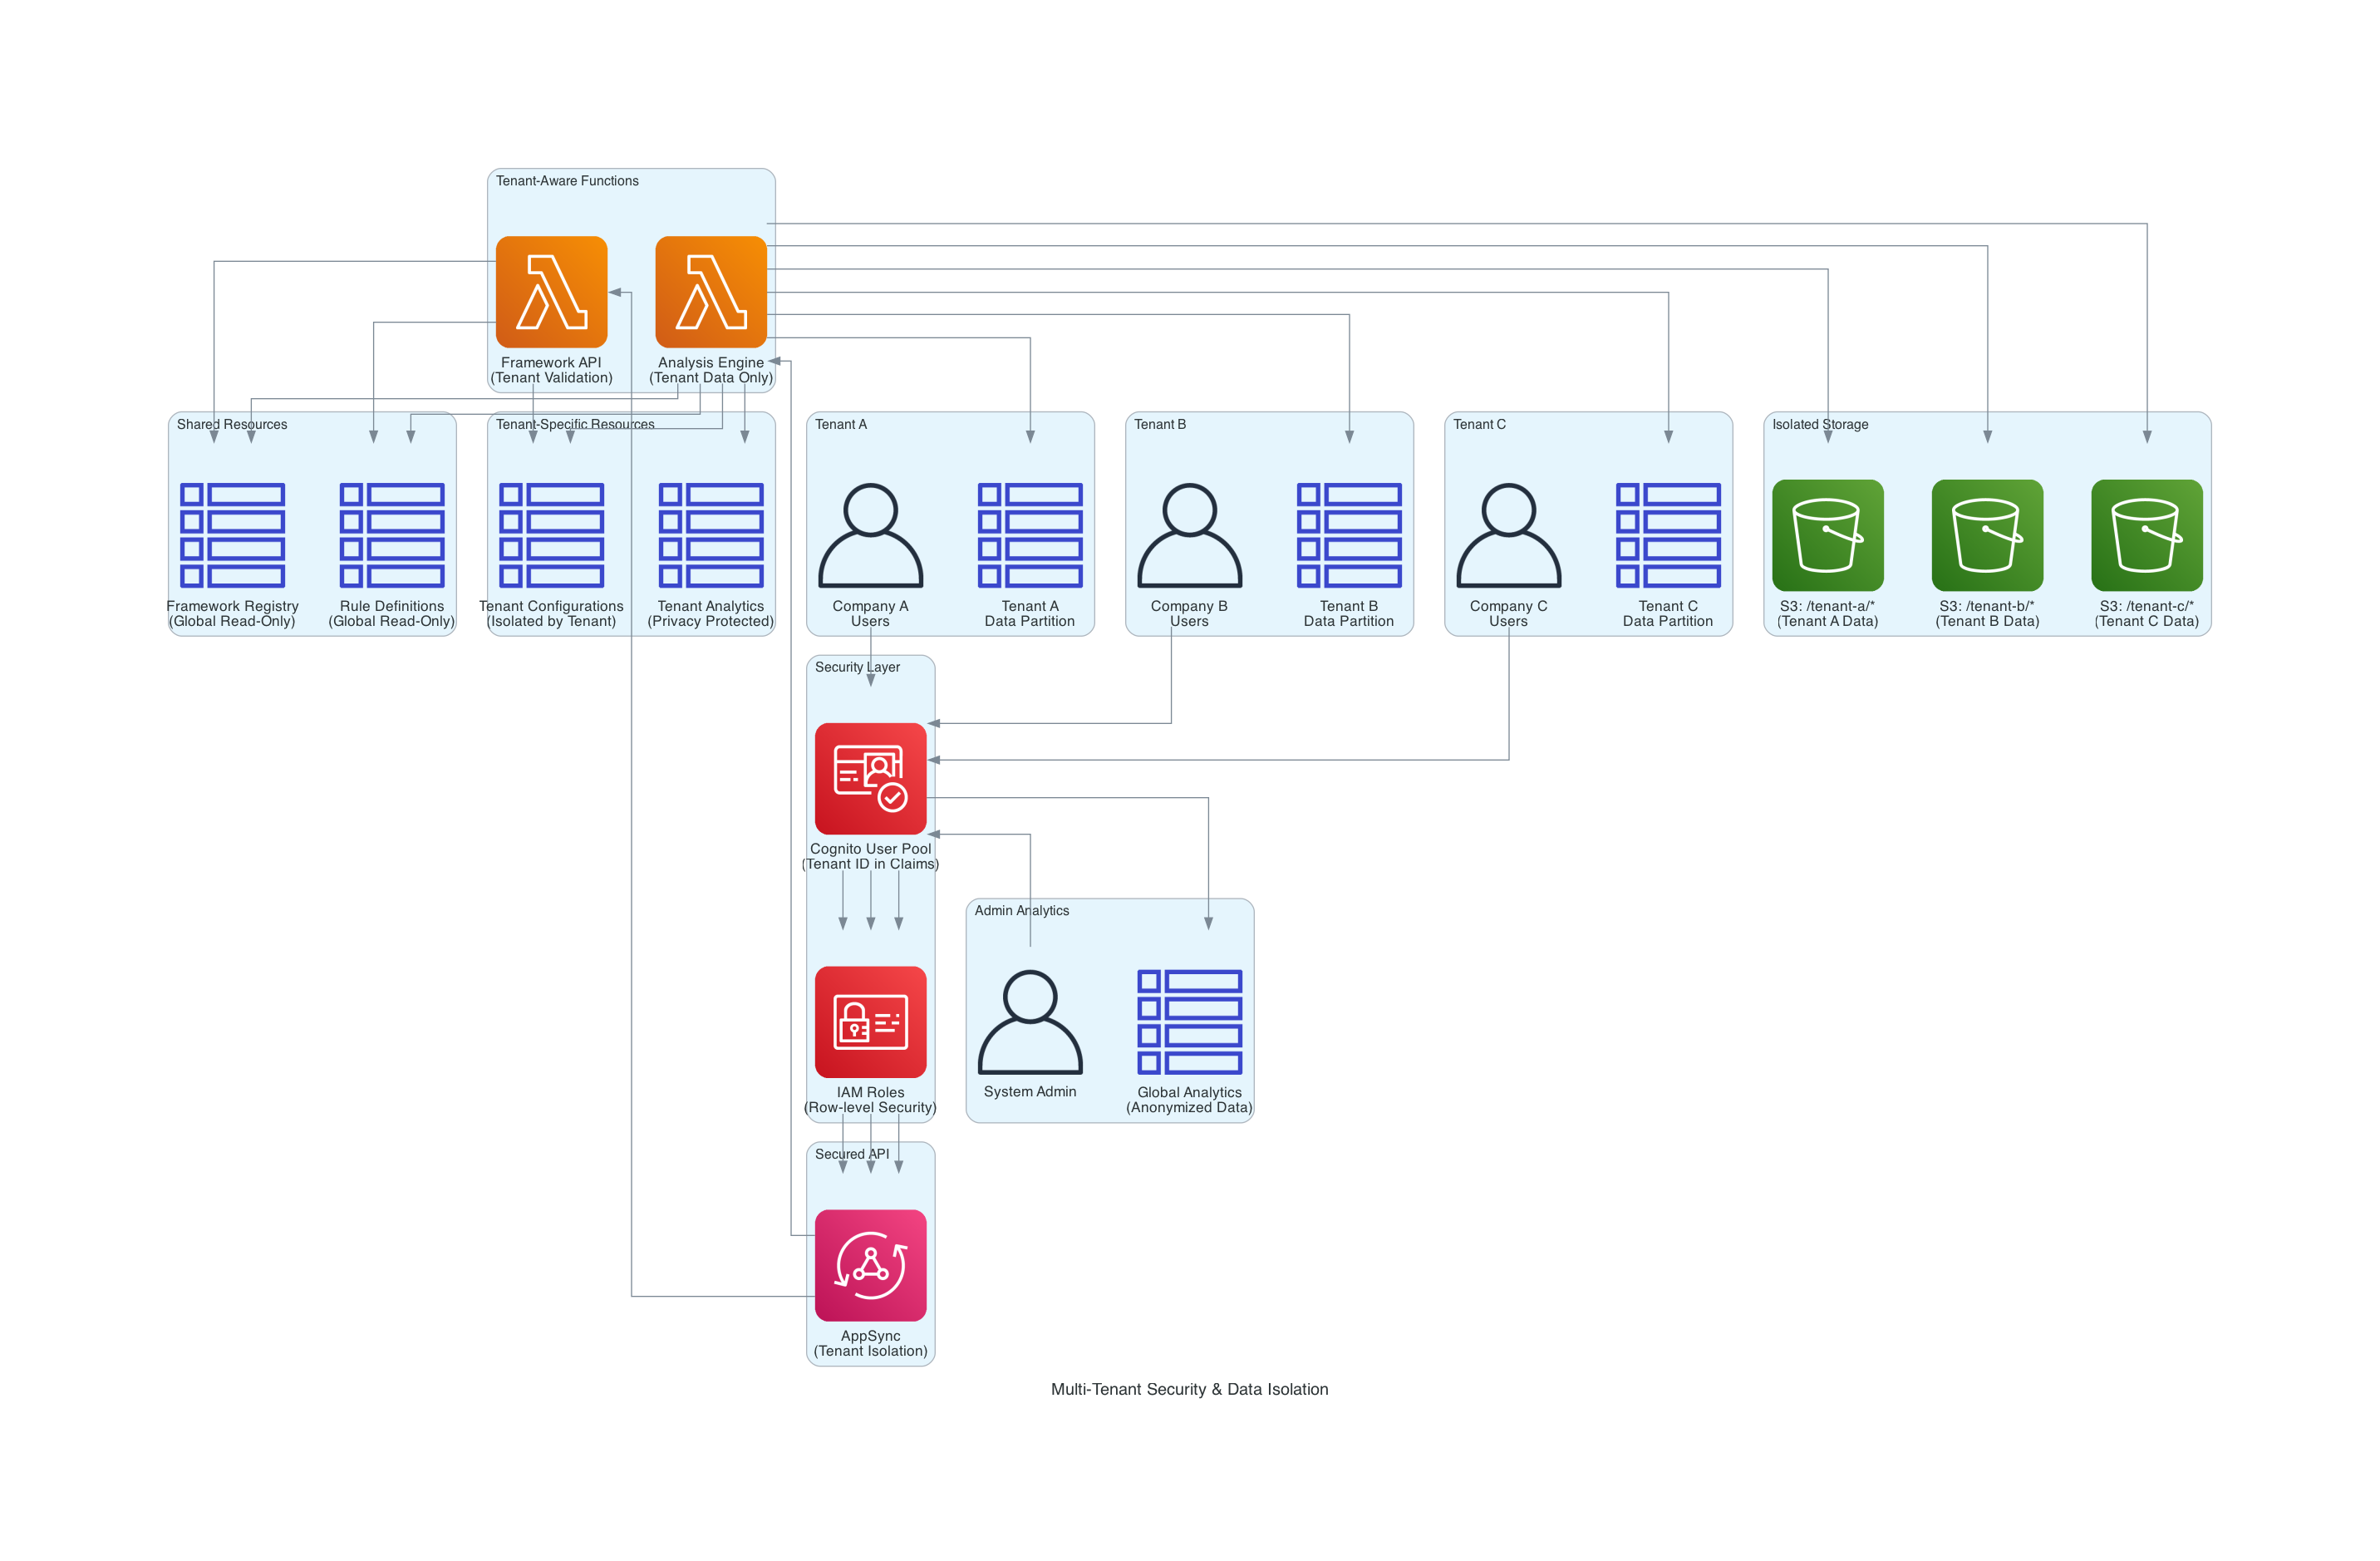 Tenant-Aware Functions
Framework API
(Tenant Validation)
Analysis Engine
(Tenant Data Only)
Shared Resources
Framework Registry
(Global Read-Only)
Rule Definitions
(Global Read-Only)
Tenant-Specific Resources
Tenant Configurations
(Isolated by Tenant)
Tenant Analytics
(Privacy Protected)
Tenant A
Company A
Users
Tenant A
Data Partition
Tenant B
Company B
Users
Tenant B
Data Partition
Tenant C
Company C
Users
Tenant C
Data Partition
Isolated Storage
S3: /tenant-a/*
(Tenant A Data)
S3: /tenant-b/*
(Tenant B Data)
S3: /tenant-c/*
(Tenant C Data)
Security Layer
Cognito User Pool
(Tenant ID in Claims)
IAM Roles
(Row-level Security)
Admin Analytics
System Admin
Global Analytics
(Anonymized Data)
Secured API
AppSync
(Tenant Isolation)
Multi-Tenant Security & Data Isolation